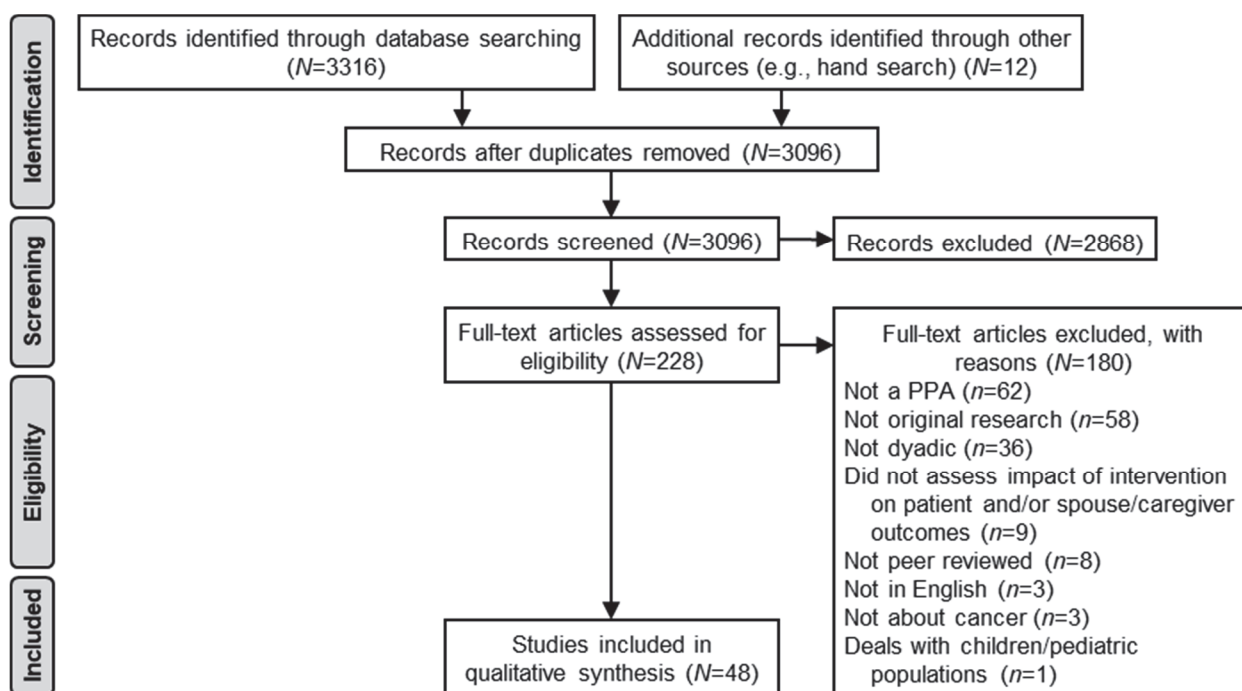 Identification
Records identified through database searching
(N=3316)
Additional records identified through other
sources (e.g., hand search) (N=12)
Records after duplicates removed (N=3096)
Screening
Records screened (N=3096)
Records excluded (N=2868)
Full-text articles assessed for
eligibility (N=228)
Eligibility
Full-text articles excluded, with
reasons (N=180)
Not a PPA (n=62)
Not original research (n=58)
Not dyadic (n=36)
Did not assess impact of intervention
on patient and/or spouse/caregiver
outcomes (n=9)
Not peer reviewed (n=8)
Not in English (n=3)
Not about cancer (n=3)
Deals with children/pediatric
populations (n=1)
Included
Studies included in
qualitative synthesis (N=48)